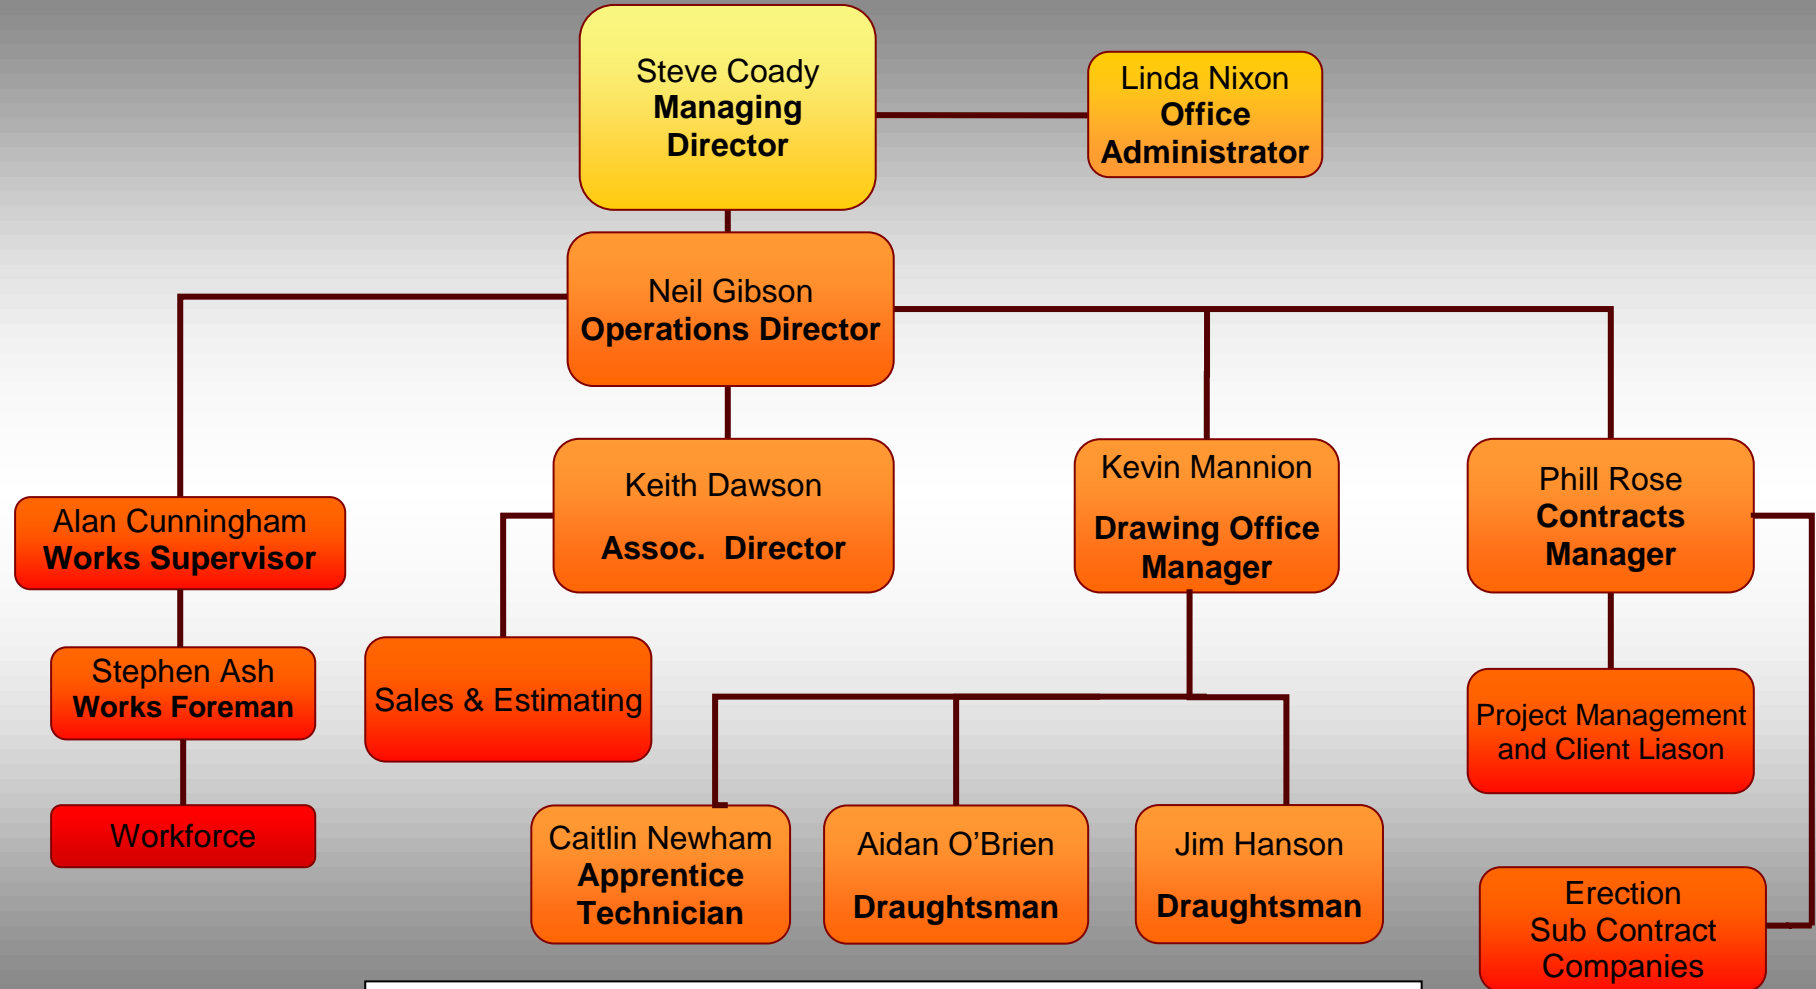 Steve Coady
Managing
Director
Linda Nixon
Office
Administrator
Neil Gibson
Operations Director
Alan Cunningham
Works Supervisor
Keith Dawson
Assoc.  Director
Kevin Mannion
Drawing Office
Manager
Phill Rose
Contracts
Manager
Stephen Ash
Works Foreman
Sales & Estimating
Project Management
and Client Liason
Workforce
Caitlin Newham
Apprentice
Technician
Aidan O’Brien
Draughtsman
Jim Hanson
Draughtsman
Erection
Sub Contract
Companies